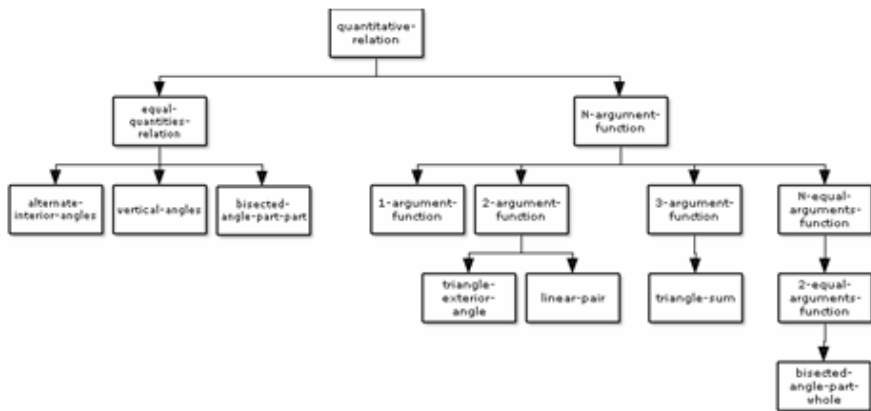 quantitative-
relation
equal-
quantities-
relation
N-argument-
function
alternate-
interior-angles
vertical-angles
bisected-
angle-part-part
1-argument-
function
2-argument-
function
3-argument-
function
N-equal-
arguments-
function
triangle-
exterior-
angle
linear-pair
triangle-sum
2-equal-
arguments-
function
bisected-
angle-part-
whole